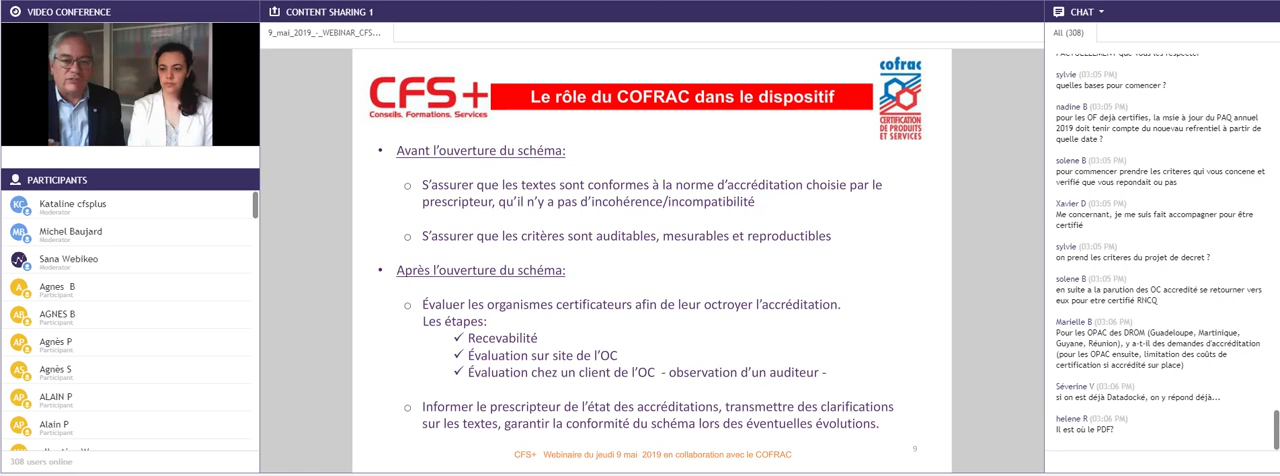 VIDEO CONFERENCE
PARTICIPANTS
KC
Kataline cfsplus
Moderator
MB
Michel Baujard
Moderator
Sana Webikeo
Moderator
A
Agnes B
Participant
AB
AGNES B
Participant
AP
Agnès P
Participant
AS
Agnès S
Participant
AP
ALAIN P
Participant
AP
Alain P
Participant
308 users online
CONTENT SHARING 1
9_mai_2019_-_WEBINAR_CFS...
CFS+
Conseils, Formations, Services
Le rôle du COFRAC dans le dispositif
cofrac
CERTIFICATION
DE PRODUITS
ET SERVICES
• Avant l’ouverture du schéma:
o S’assurer que les textes sont conformes à la norme d’accréditation choisie par le
prescripteur, qu’il n’y a pas d’incohérence/incompatibilité
o S’assurer que les critères sont auditables, mesurables et reproductibles
• Après l’ouverture du schéma:
o Évaluer les organismes certificateurs afin de leur octroyer l’accréditation.
Les étapes:
✓ Recevabilité
✓ Évaluation sur site de l’OC
✓ Évaluation chez un client de l’OC - observation d’un auditeur -
o Informer le prescripteur de l’état des accréditations, transmettre des clarifications
sur les textes, garantir la conformité du schéma lors des éventuelles évolutions.
CFS+ Webinaire du jeudi 9 mai 2019 en collaboration avec le COFRAC
9
CHAT
All (308)
sylvie (03:05 PM)
quelles bases pour comencer ?
nadine B (03:05 PM)
pour les OF dejà certifies, la msie à jour du PAQ annuel
2019 doit tenir compte du nouevau refrentiel à partir de
quelle date ?
solene B (03:05 PM)
pour commencer prendre les criteres qui vous concene et
verifié que vous repondait ou pas
Xavier D (03:05 PM)
Me concernant, je me suis fait accompagner pour être
certifié
sylvie (03:05 PM)
on prend les criteres du projet de decret ?
solene B (03:05 PM)
en suite a la parution des OC accredité se retourner vers
eux pour etre certifié RNCQ
Marielle B (03:06 PM)
Pour les OPAC des DROM (Guadeloupe, Martinique,
Guyane, Réunion), y a-t-il des demandes d'accréditation
(pour les OPAC ensuite, limitation des coûts de
certification si accrédité sur place)
Séverine V (03:06 PM)
si on est déjà Datadocké, on y répond déjà...
helene R (03:06 PM)
Il est où le PDF?